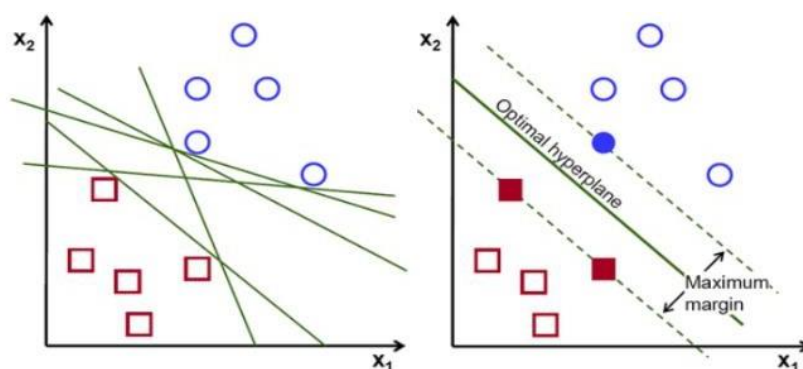 x₂
x₁
x₂
Optimal hyperplane
Maximum
margin
x₁